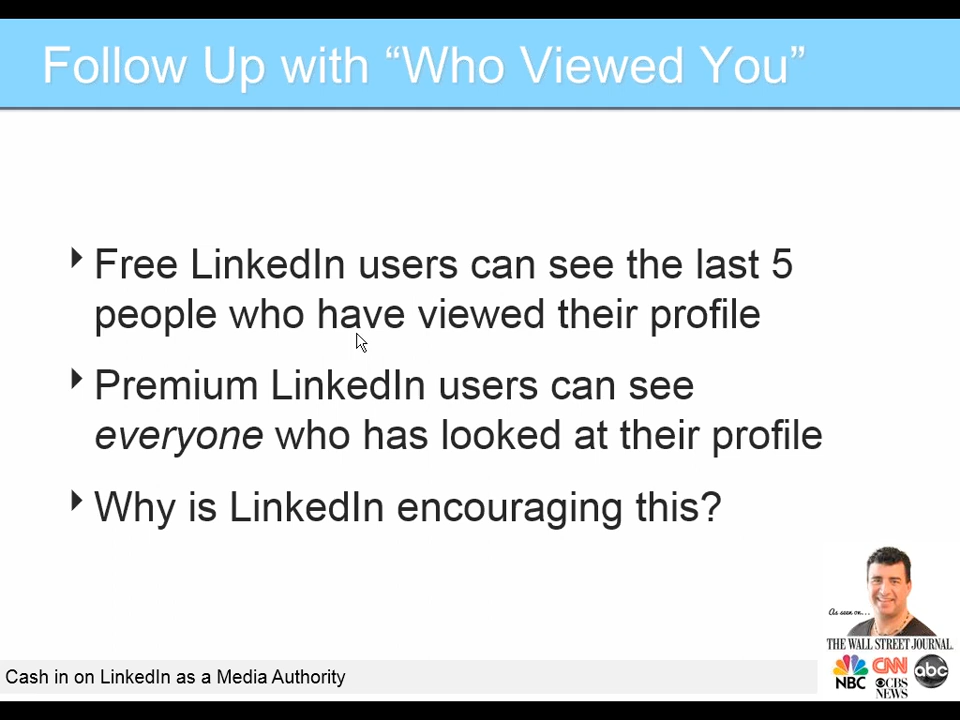 Follow Up with “Who Viewed You”
Free LinkedIn users can see the last 5
people who have viewed their profile
Premium LinkedIn users can see
everyone who has looked at their profile
Why is LinkedIn encouraging this?
As seen on...
THE WALL STREET JOURNAL.
NBC
CNN
CBS
NEWS
abc
Cash in on LinkedIn as a Media Authority